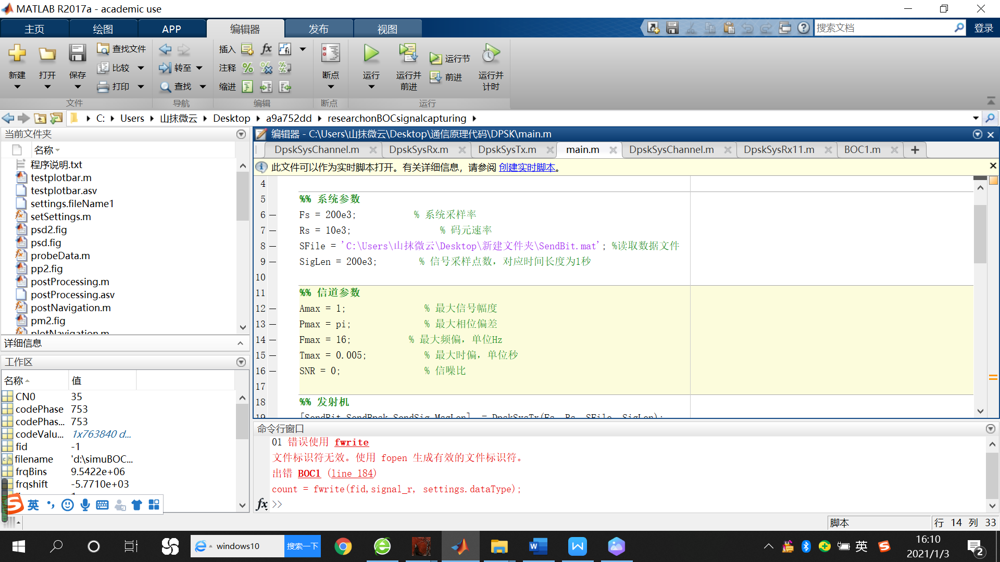 MATLAB R2017a - academic use
主页
绘图
APP
编辑器
发布
视图
搜索文档
登录
新建
打开
保存
查找文件
比较
打印
文件
转至
查找
导航
插入
fx
fi
注释
缩进
编辑
断点
断点
运行
运行并前进
运行节
前进
运行并计时
运行
C: Users 山抹微云 Desktop a9a752dd researchonBOCsignalcapturing
当前文件夹
名称
程序说明.txt
testplotbar.m
testplotbar.asv
settings.fileName1
setSettings.m
psd2.fig
psd.fig
probeData.m
pp2.fig
postProcessing.m
postProcessing.asv
postNavigation.m
pm2.fig
plotNavigation.m
详细信息
工作区
名称 值
CN0 35
codePhase 753
codePhas... 753
codeValu... 1x763840 d...
fid -1
filename 'd:\simuBOC...
frqBins 9.5422e+06
frqshift -5.7710e+03
英
编辑器 - C:\Users\山抹微云\Desktop\通信原理代码\DPSK\main.m
DpskSysChannel.m
DpskSysRx.m
DpskSysTx.m
main.m
DpskSysChannel.m
DpskSysRx11.m
BOC1.m
此文件可以作为实时脚本打开。有关详细信息，请参阅 创建实时脚本。
4
5 %% 系统参数
6 Fs = 200e3; % 系统采样率
7 Rs = 10e3; % 码元速率
8 SFile = 'C:\Users\山抹微云\Desktop\新建文件夹\SendBit.mat'; %读取数据文件
9 SigLen = 200e3; % 信号采样点数，对应时间长度为1秒
10
11 %% 信道参数
12 Amax = 1; % 最大信号幅度
13 Pmax = pi; % 最大相位偏差
14 Fmax = 16; % 最大频偏，单位Hz
15 Tmax = 0.005; % 最大时偏，单位秒
16 SNR = 0; % 信噪比
17
18 %% 发射机
19 [SendBit,SendDpsk,SendSig,MsgLen] = DpskSysTx(Fs, Rs, SFile, SigLen);
命令行窗口
01 错误使用 fwrite
文件标识符无效。使用 fopen 生成有效的文件标识符。
出错 BOC1 (line 184)
count = fwrite(fid,signal_r, settings.dataType);
fx >>
脚本
行 14 列 33
windows10
搜索一下
英
16:10
2021/1/3
2